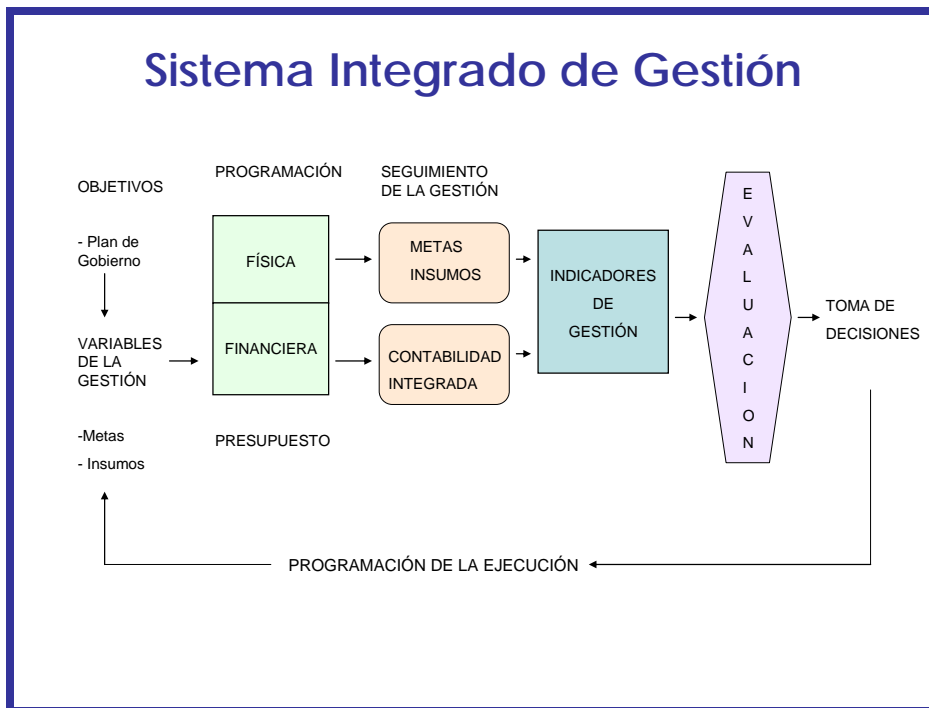 Sistema Integrado de Gestión
OBJETIVOS
- Plan de
Gobierno
VARIABLES
DE LA
GESTIÓN
-Metas
- Insumos
PROGRAMACIÓN
FÍSICA
FINANCIERA
PRESUPUESTO
SEGUIMIENTO
DE LA GESTIÓN
METAS
INSUMOS
CONTABILIDAD
INTEGRADA
INDICADORES
DE
GESTIÓN
E
V
A
L
U
A
C
I
O
N
TOMA DE
DECISIONES
PROGRAMACIÓN DE LA EJECUCIÓN